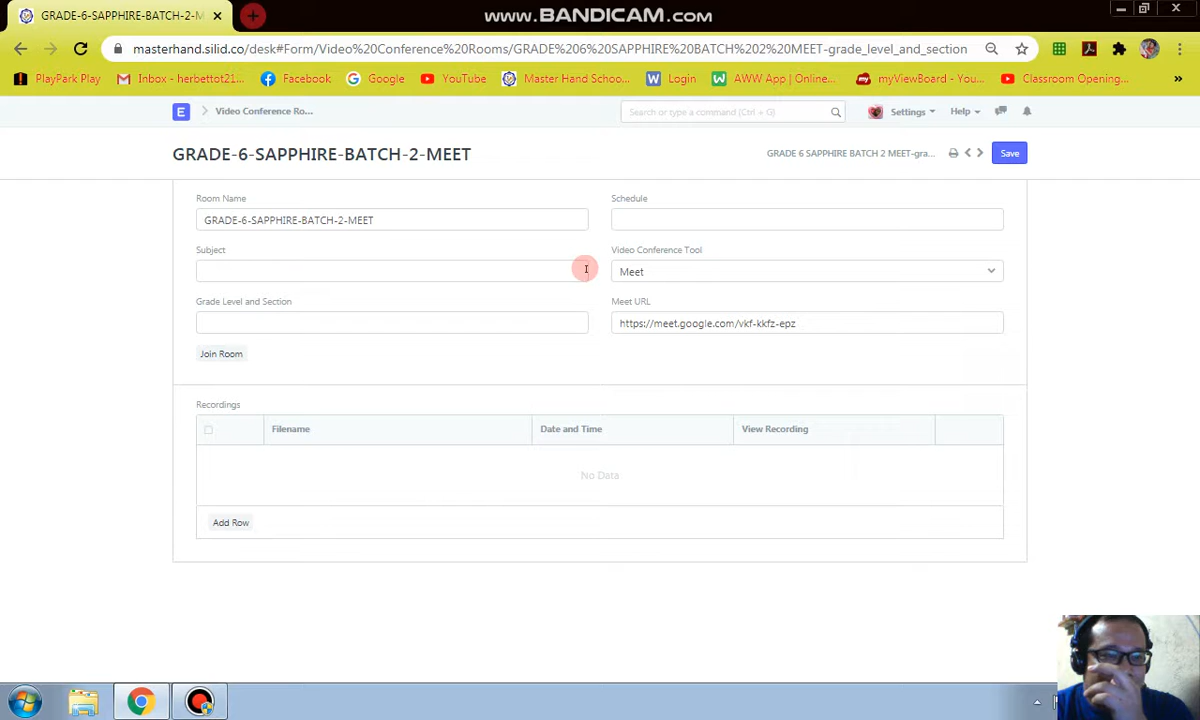 www.BANDICAM.com
GRADE-6-SAPPHIRE-BATCH-2-M
masterhand.silid.co/desk#Form/Video%20Conference%20Rooms/GRADE%206%20SAPPHIRE%20BATCH%202%20MEET-grade_level_and_section
PlayPark Play
Inbox - herbettot21...
Facebook
Google
YouTube
Master Hand Schoo...
Login
AWW App | Online...
myViewBoard - You...
Classroom Opening...
»
E
Video Conference Ro...
Search or type a command (Ctrl + G)
Settings
Help
GRADE-6-SAPPHIRE-BATCH-2-MEET
GRADE 6 SAPPHIRE BATCH 2 MEET-gra...
Save
Room Name
Schedule
GRADE-6-SAPPHIRE-BATCH-2-MEET
Subject
Video Conference Tool
Meet
Grade Level and Section
Meet URL
https://meet.google.com/vkf-kkfz-epz
Join Room
Recordings
Filename
Date and Time
View Recording
No Data
Add Row